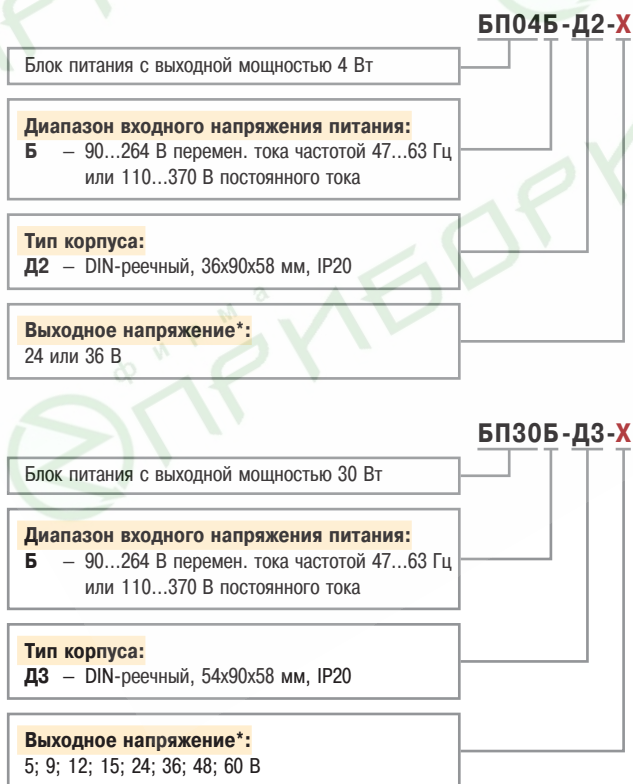 БП04Б-Д2-Х
Блок питания с выходной мощностью 4 Вт
Диапазон входного напряжения питания:
Б – 90...264 В перемен. тока частотой 47...63 Гц
или 110...370 В постоянного тока
Тип корпуса:
Д2 – DIN-реечный, 36х90х58 мм, IP20
Выходное напряжение*:
24 или 36 В
фирма
ПРИБОРИ
БП30Б-Д3-Х
Блок питания с выходной мощностью 30 Вт
Диапазон входного напряжения питания:
Б – 90...264 В перемен. тока частотой 47...63 Гц
или 110...370 В постоянного тока
Тип корпуса:
Д3 – DIN-реечный, 54х90х58 мм, IP20
Выходное напряжение*:
5; 9; 12; 15; 24; 36; 48; 60 В